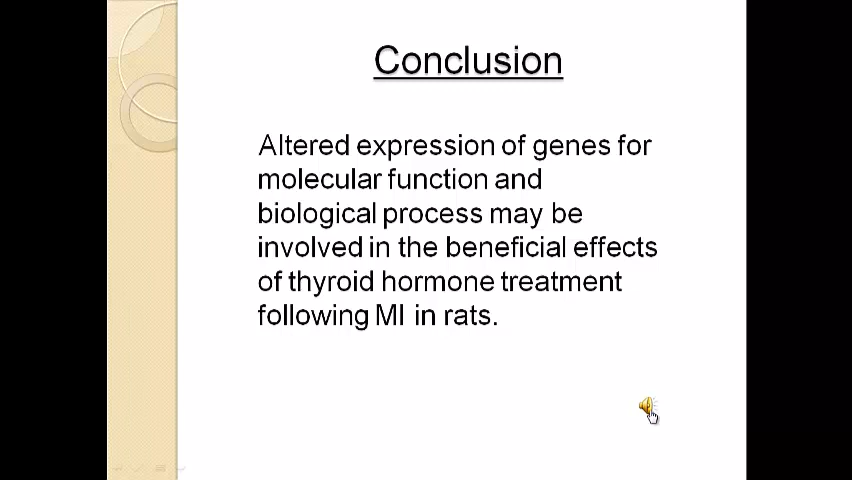 Conclusion
Altered expression of genes for
molecular function and
biological process may be
involved in the beneficial effects
of thyroid hormone treatment
following MI in rats.